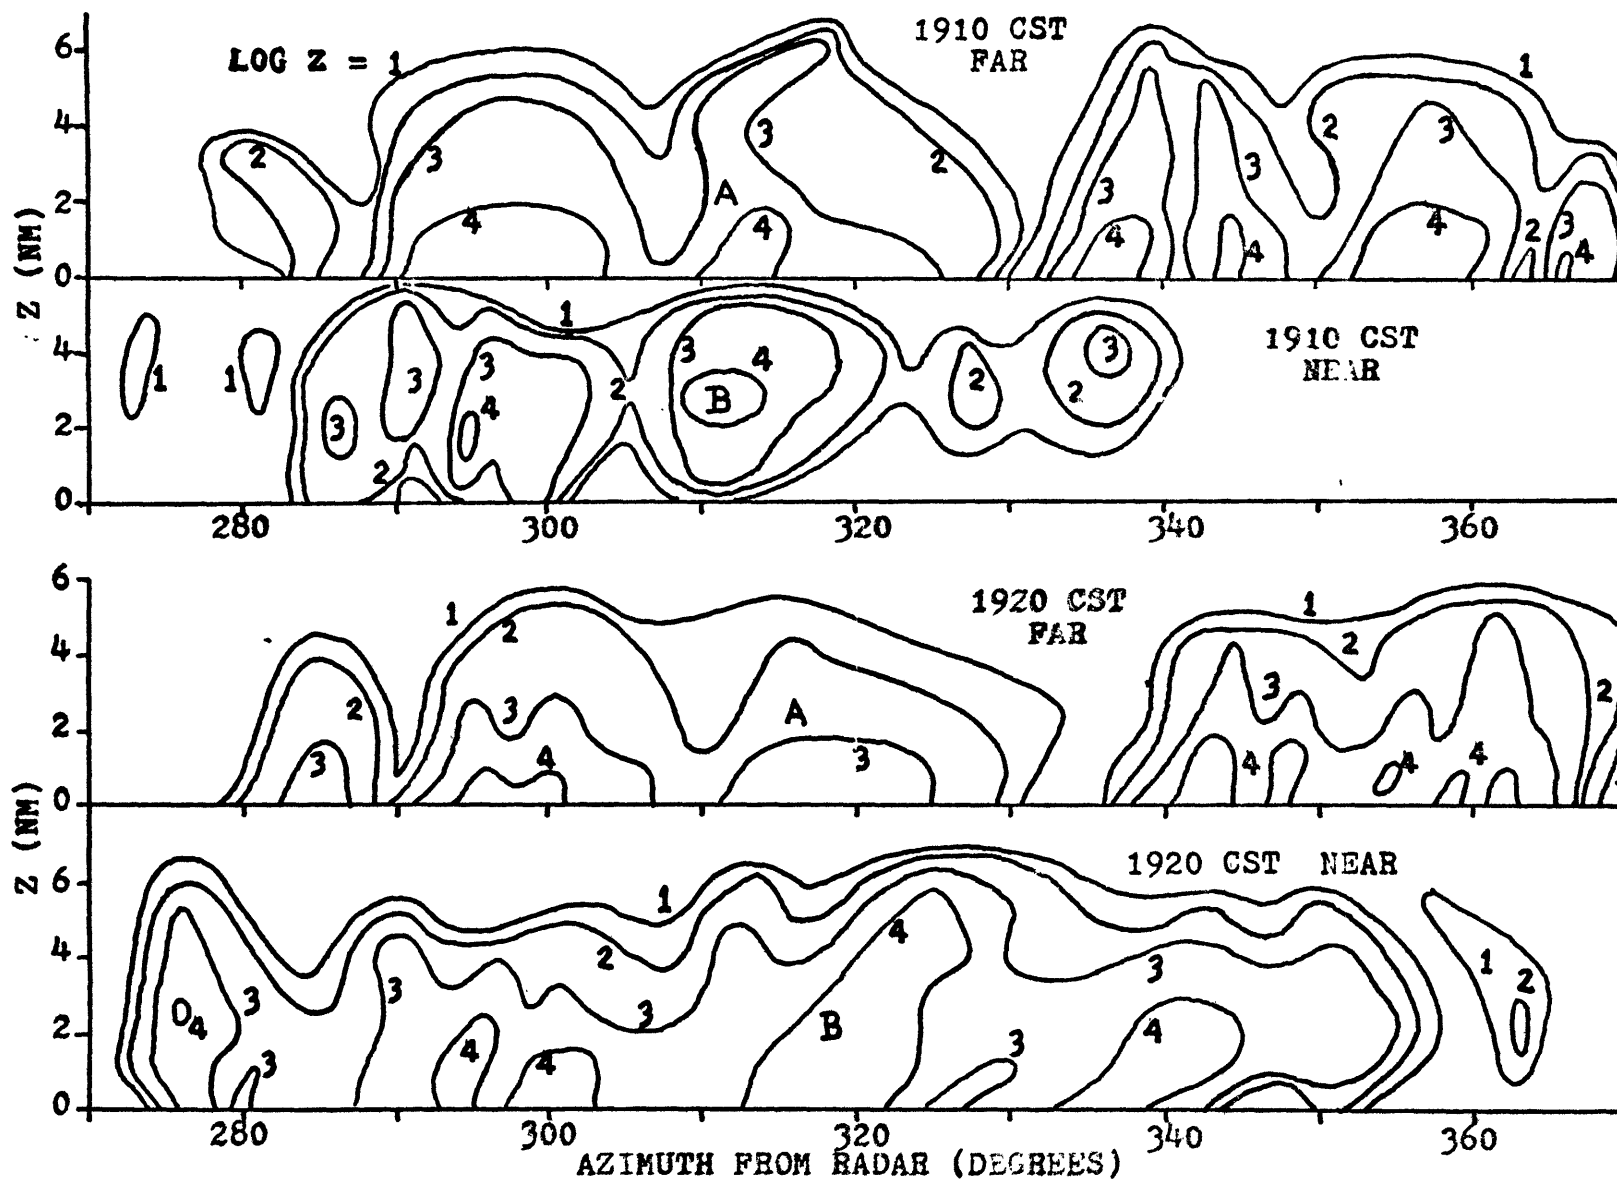 1910 CST
FAR
LOG Z = 1
1
6
4
2
0
Z (NM)
2 3 4 A 3 4 2 3 4 3 4 2 3 4 2 3 4
1910 CST
NEAR
4
2
0
1 1 3 2 3 3 4 1 2 3 4 B 2 2 3
280 300 320 340 360
1920 CST
FAR
6
4
2
0
Z (NM)
1 2 3 2 3 4 A 3 1 2 3 4 4 4 2
1920 CST NEAR
6
4
2
0
4 3 3 3 4 4 2 3 1 4 B 3 3 4 1 2
280 300 320 340 360
AZIMUTH FROM RADAR (DEGREES)